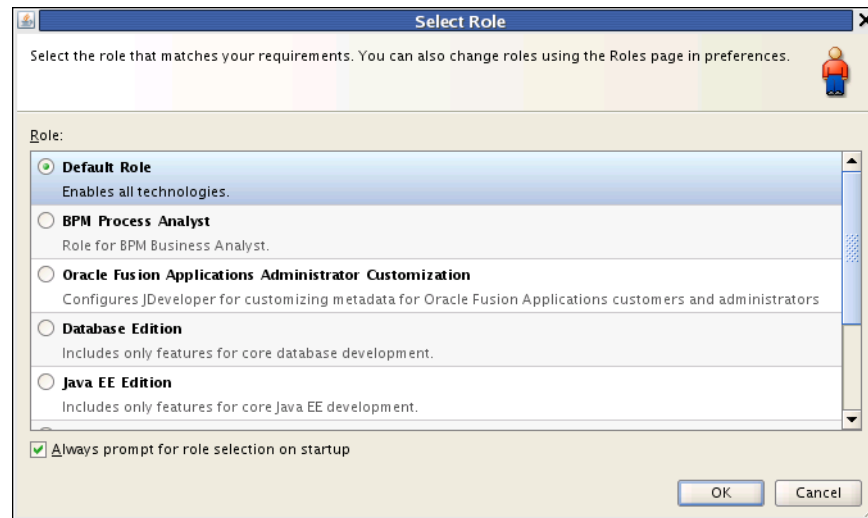 Select Role
Select the role that matches your requirements. You can also change roles using the Roles page in preferences.
Role:
Default Role
Enables all technologies.
BPM Process Analyst
Role for BPM Business Analyst.
Oracle Fusion Applications Administrator Customization
Configures JDeveloper for customizing metadata for Oracle Fusion Applications customers and administrators
Database Edition
Includes only features for core database development.
Java EE Edition
Includes only features for core Java EE development.
Always prompt for role selection on startup
OK Cancel